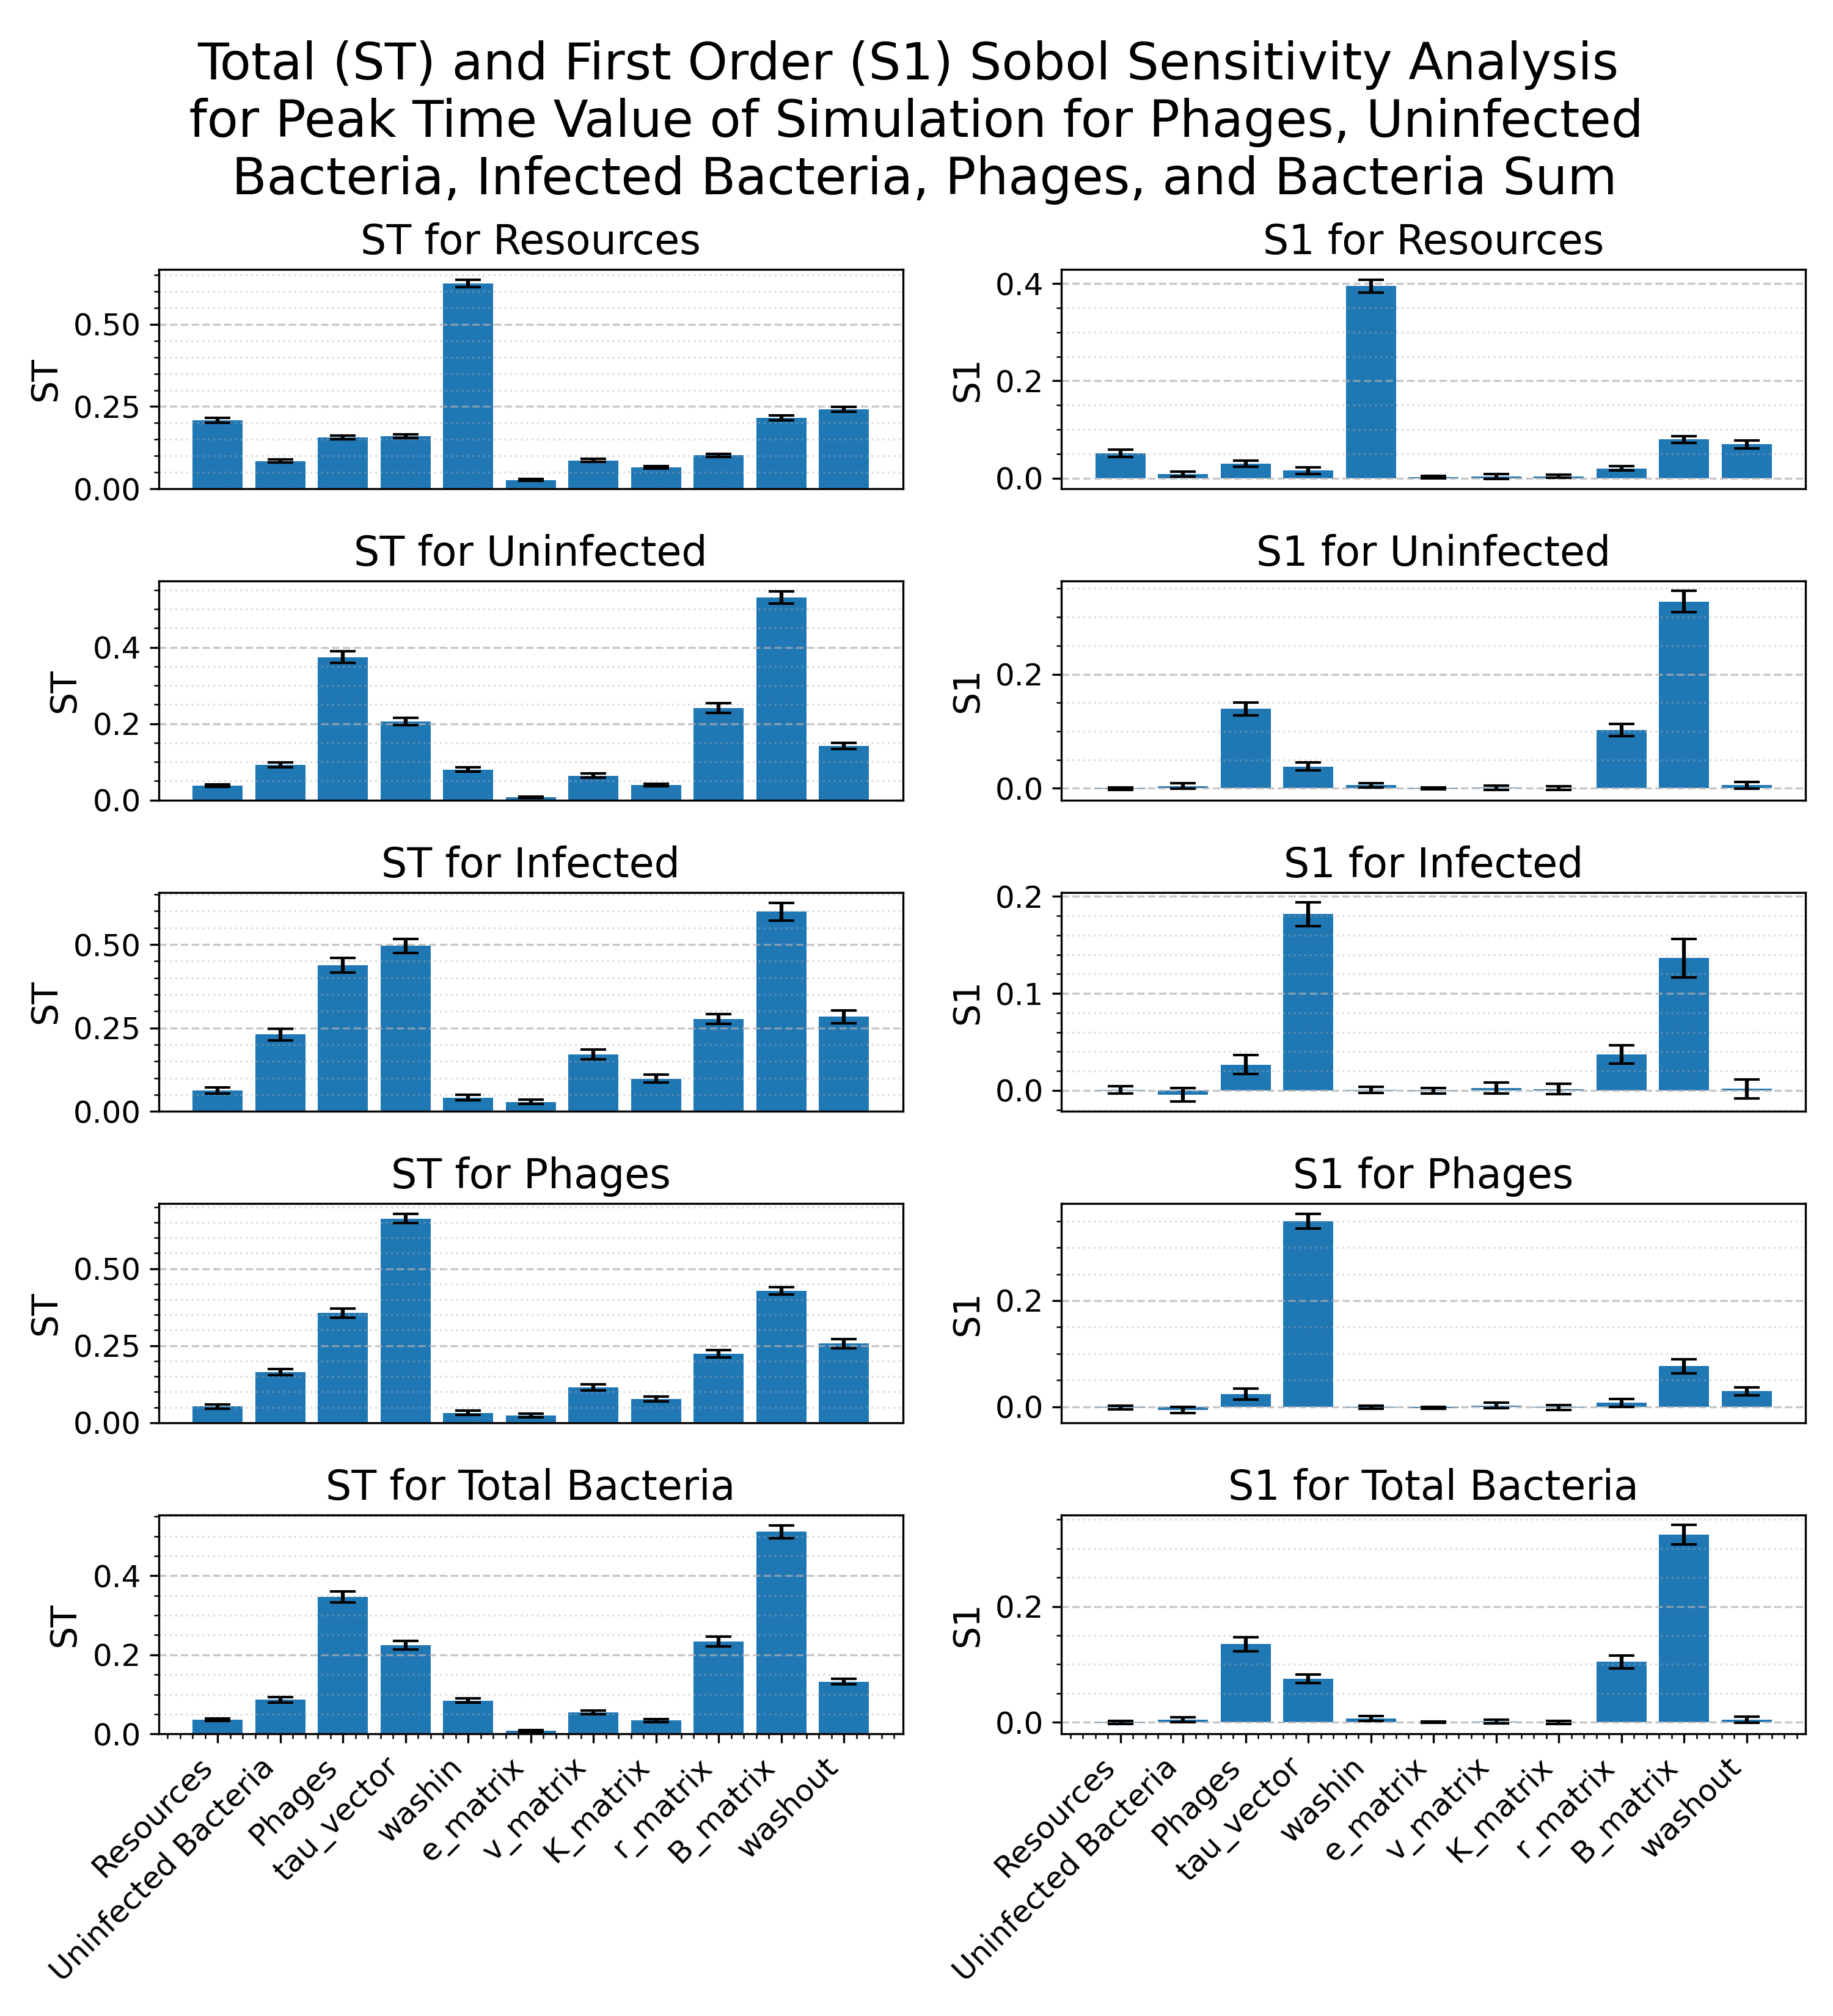 Total (ST) and First Order (S1) Sobol Sensitivity Analysis
for Peak Time Value of Simulation for Phages, Uninfected
Bacteria, Infected Bacteria, Phages, and Bacteria Sum
ST for Resources
ST
0.50
0.25
0.00
S1 for Resources
S1
0.4
0.2
0.0
ST for Uninfected
ST
0.4
0.2
0.0
S1 for Uninfected
S1
0.2
0.0
ST for Infected
ST
0.50
0.25
0.00
S1 for Infected
S1
0.2
0.1
0.0
ST for Phages
ST
0.50
0.25
0.00
S1 for Phages
S1
0.2
0.0
ST for Total Bacteria
ST
0.4
0.2
0.0
Resources
Uninfected Bacteria
Phages
tau_vector
washin
e_matrix
v_matrix
K_matrix
r_matrix
B_matrix
washout
S1 for Total Bacteria
S1
0.2
0.0
Resources
Uninfected Bacteria
Phages
tau_vector
washin
e_matrix
v_matrix
K_matrix
r_matrix
B_matrix
washout